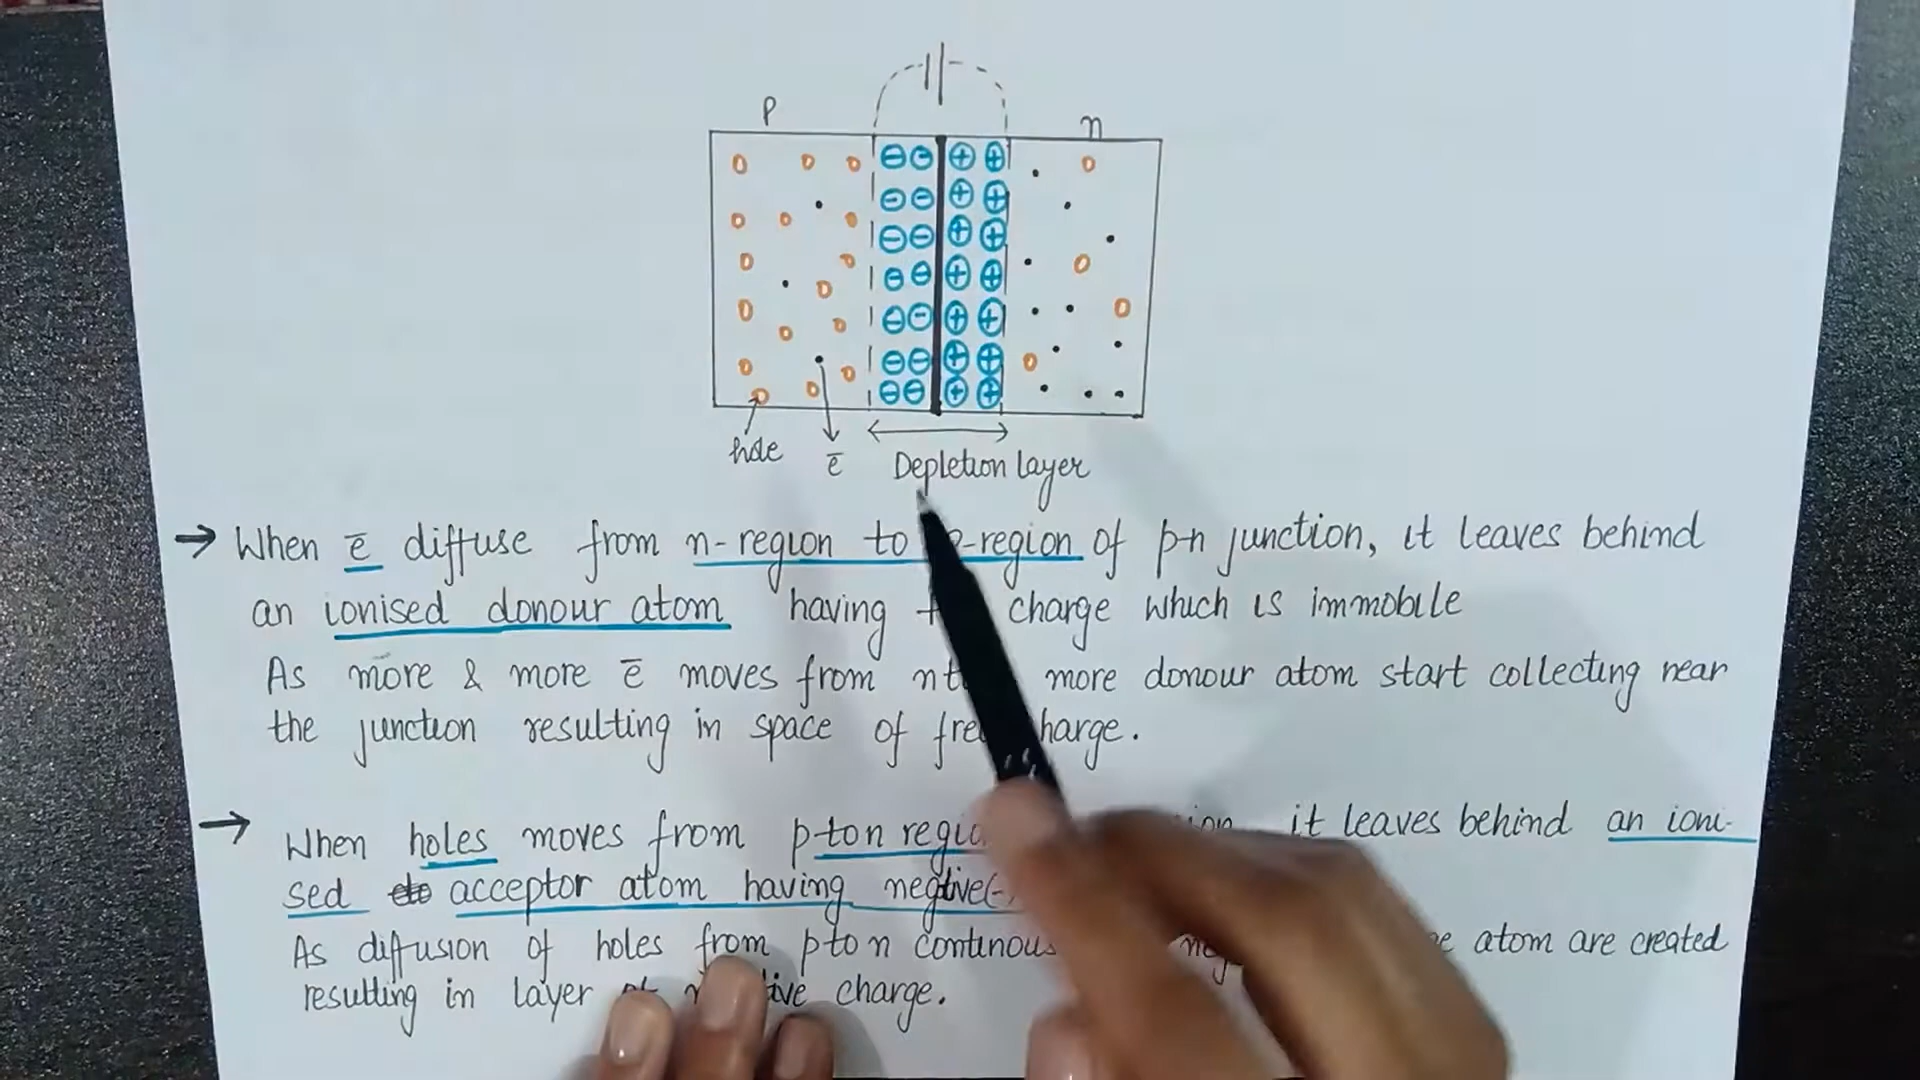 p
n
hole
ē
Depletion layer
→ When ē diffuse from n-region to -region of p-n junction, it leaves behind
an ionised donour atom having charge which is immobile
As more & more ē moves from n more donour atom start collecting near
the junction resulting in space of charge.
→ When holes moves from p to n it leaves behind an ioni-
sed acceptor atom having negtive(-)
As diffusion of holes from p to n atom are created
resulting in layer charge.